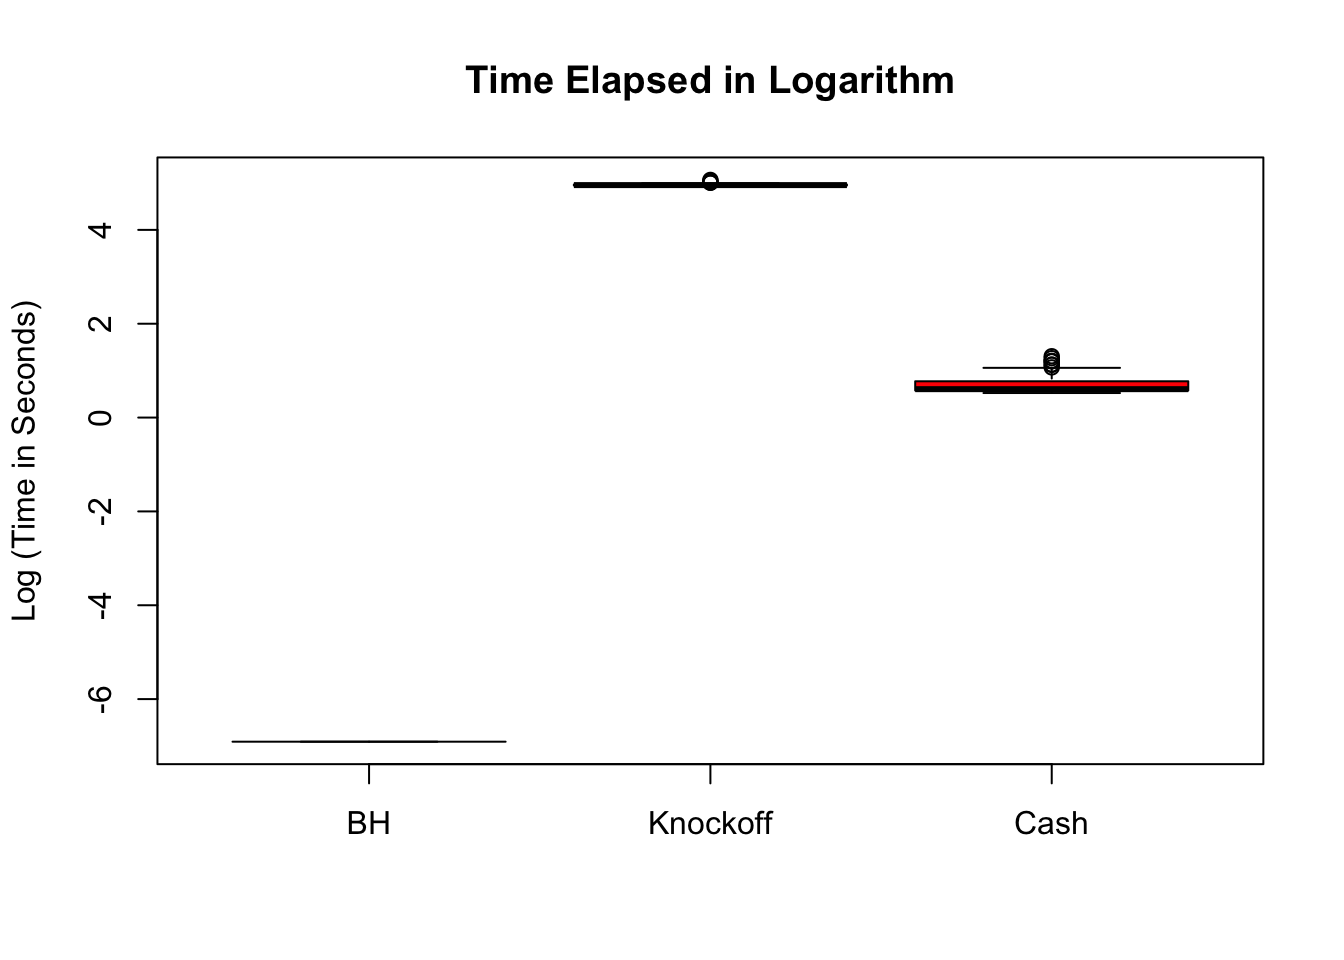 Time Elapsed in Logarithm
Log (Time in Seconds)
4
2
0
-2
-4
-6
BH
Knockoff
Cash